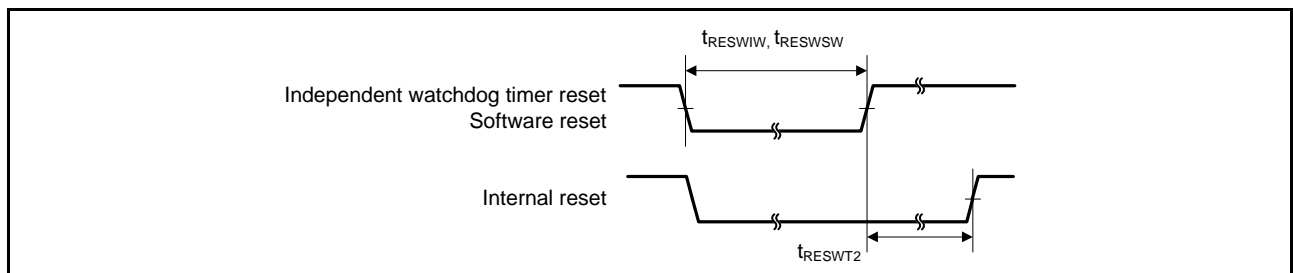 tRESWIW, tRESWSW
Independent watchdog timer reset
Software reset
Internal reset
tRESWT2